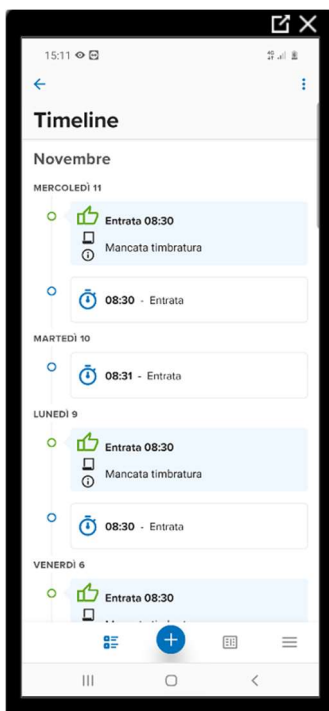 15:11
Timeline
Novembre
MERCOLEDÌ 11
Entrata 08:30
Mancata timbratura
08:30 - Entrata
MARTEDÌ 10
08:31 - Entrata
LUNEDÌ 9
Entrata 08:30
Mancata timbratura
08:30 - Entrata
VENERDÌ 6
Entrata 08:30